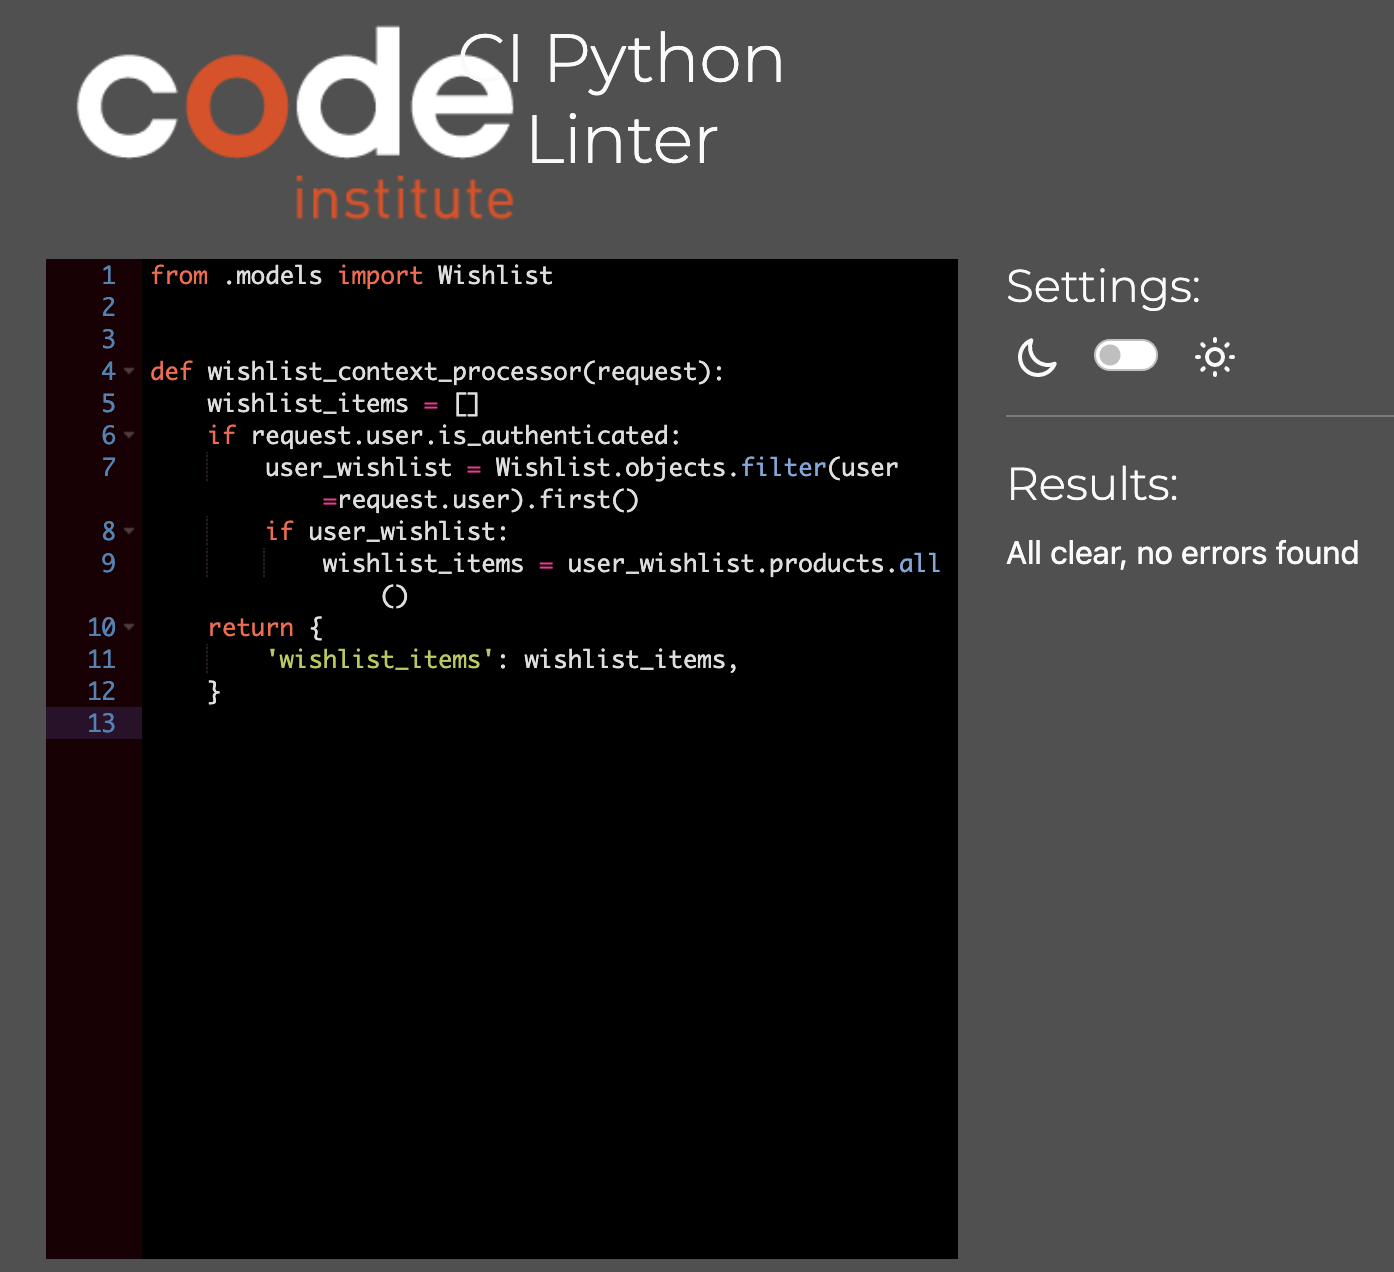 code
institute
CI Python
Linter
1 from .models import Wishlist
2
3
4 def wishlist_context_processor(request):
5     wishlist_items = []
6     if request.user.is_authenticated:
7         user_wishlist = Wishlist.objects.filter(user
            =request.user).first()
8         if user_wishlist:
9             wishlist_items = user_wishlist.products.all
                ()
10     return {
11         'wishlist_items': wishlist_items,
12     }
13
Settings:
Results:
All clear, no errors found